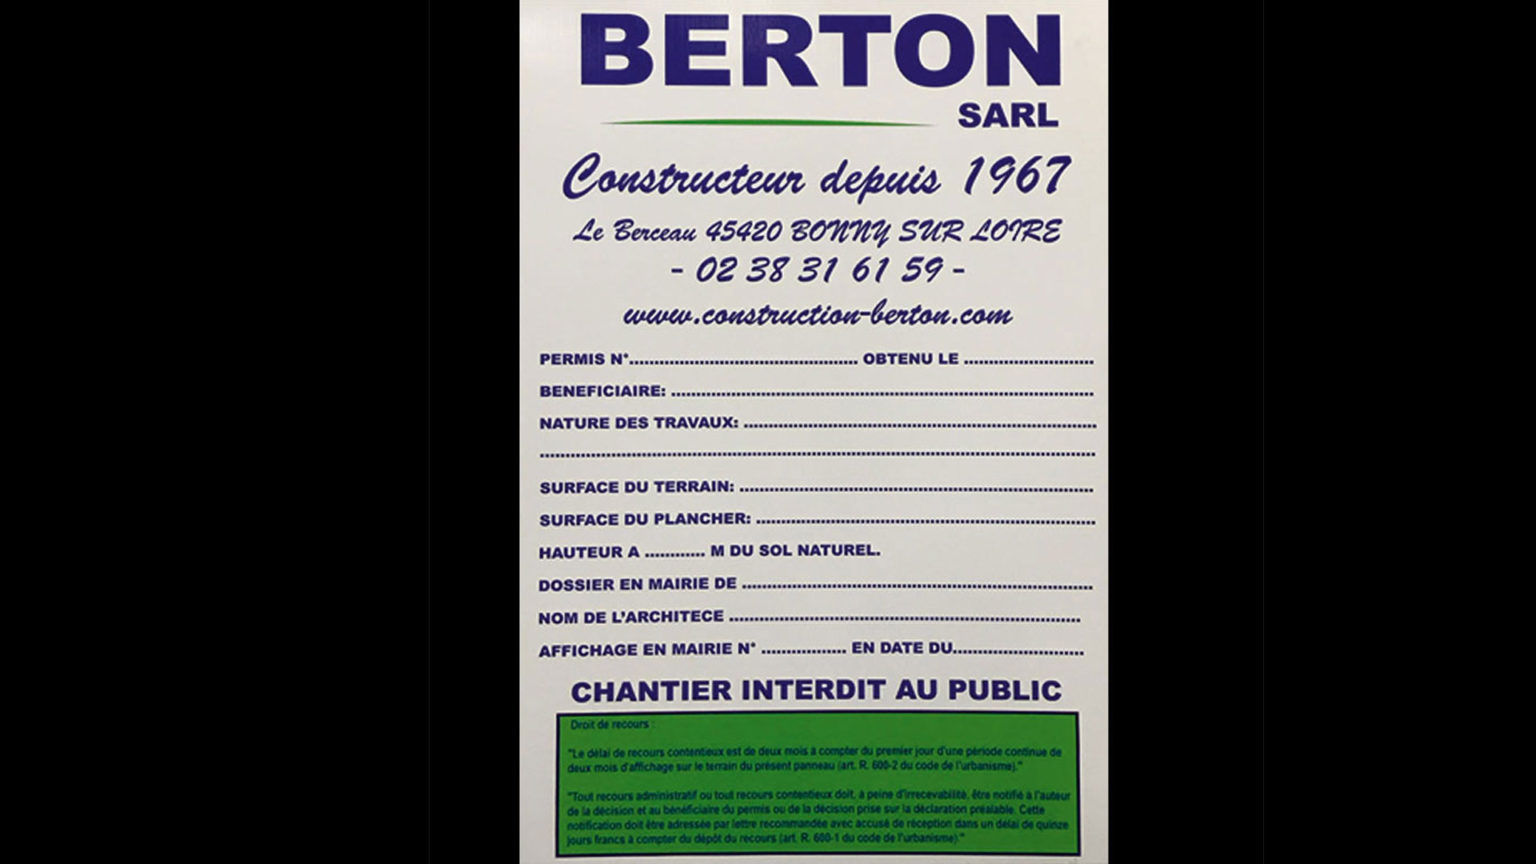 BERTON
SARL
Constructeur depuis 1967
Le Berceau 45420 BONNY SUR LOIRE
- 02 38 31 61 59 -
www.construction-berton.com
PERMIS N°.............................................. OBTENU LE ..........................
BENEFICIAIRE: .....................................................................................
NATURE DES TRAVAUX: .......................................................................
................................................................................................................
SURFACE DU TERRAIN: .......................................................................
SURFACE DU PLANCHER: ....................................................................
HAUTEUR A ............ M DU SOL NATUREL.
DOSSIER EN MAIRIE DE ......................................................................
NOM DE L'ARCHITECE .......................................................................
AFFICHAGE EN MAIRIE N° ................. EN DATE DU..........................
CHANTIER INTERDIT AU PUBLIC
Droit de recours :
"Le délai de recours contentieux est de deux mois à compter du premier jour d'une période continue de
deux mois d'affichage sur le terrain du présent panneau (art. R. 600-2 du code de l'urbanisme)."
"Tout recours administratif ou tout recours contentieux doit, à peine d'irrecevabilité, être notifié à l'auteur
de la décision et au bénéficiaire du permis ou de la décision prise sur la déclaration préalable. Cette
notification doit être adressée par lettre recommandée avec accusé de réception dans un délai de quinze
jours francs à compter du dépôt du recours (art. R. 600-1 du code de l'urbanisme)."